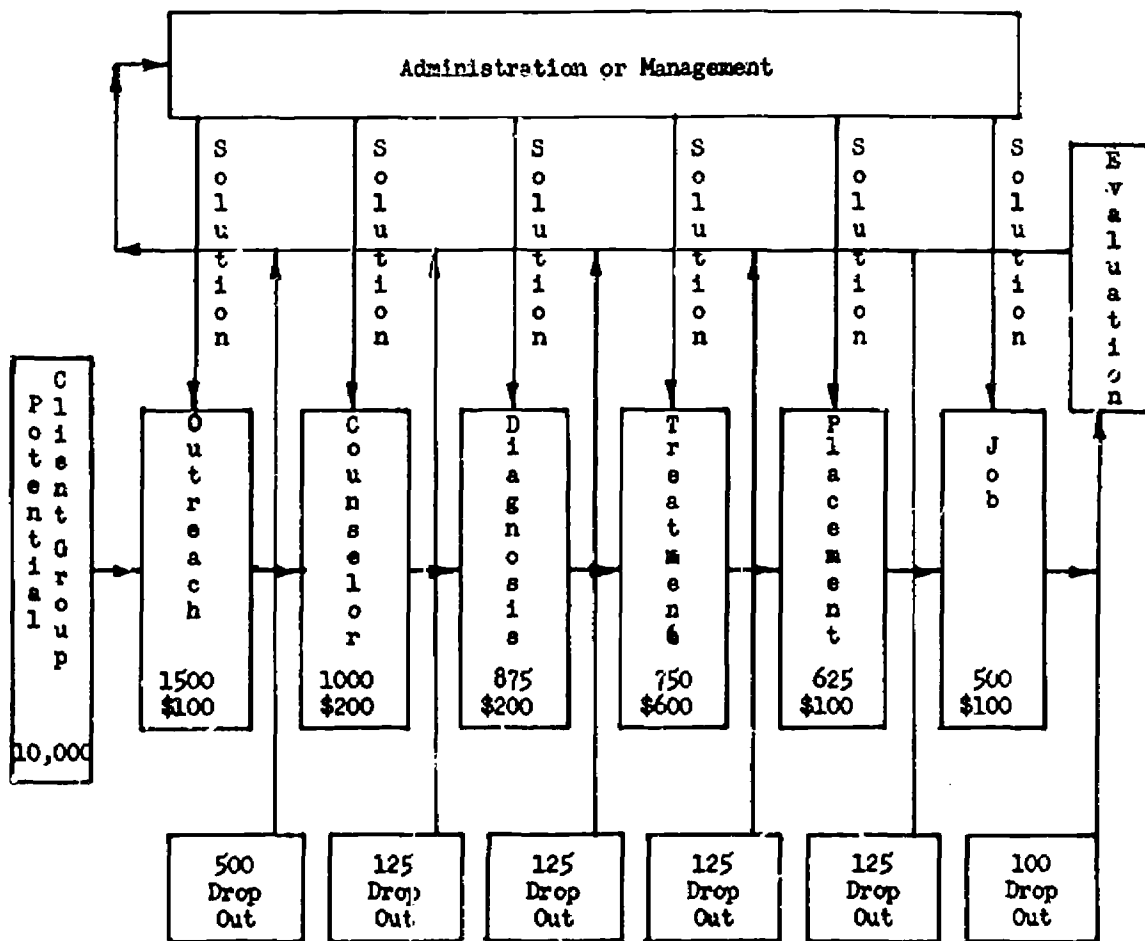 Administration or Management
Solution
Solution
Solution
Solution
Solution
Solution
Evaluation
Potential
Client Group
10,000
Outreach
1500
$100
Counselor
1000
$200
Diagnosis
875
$200
Treatment
750
$600
Placement
625
$100
Job
500
$100
500
Drop
Out
125
Drop
Out
125
Drop
Out
125
Drop
Out
125
Drop
Out
100
Drop
Out